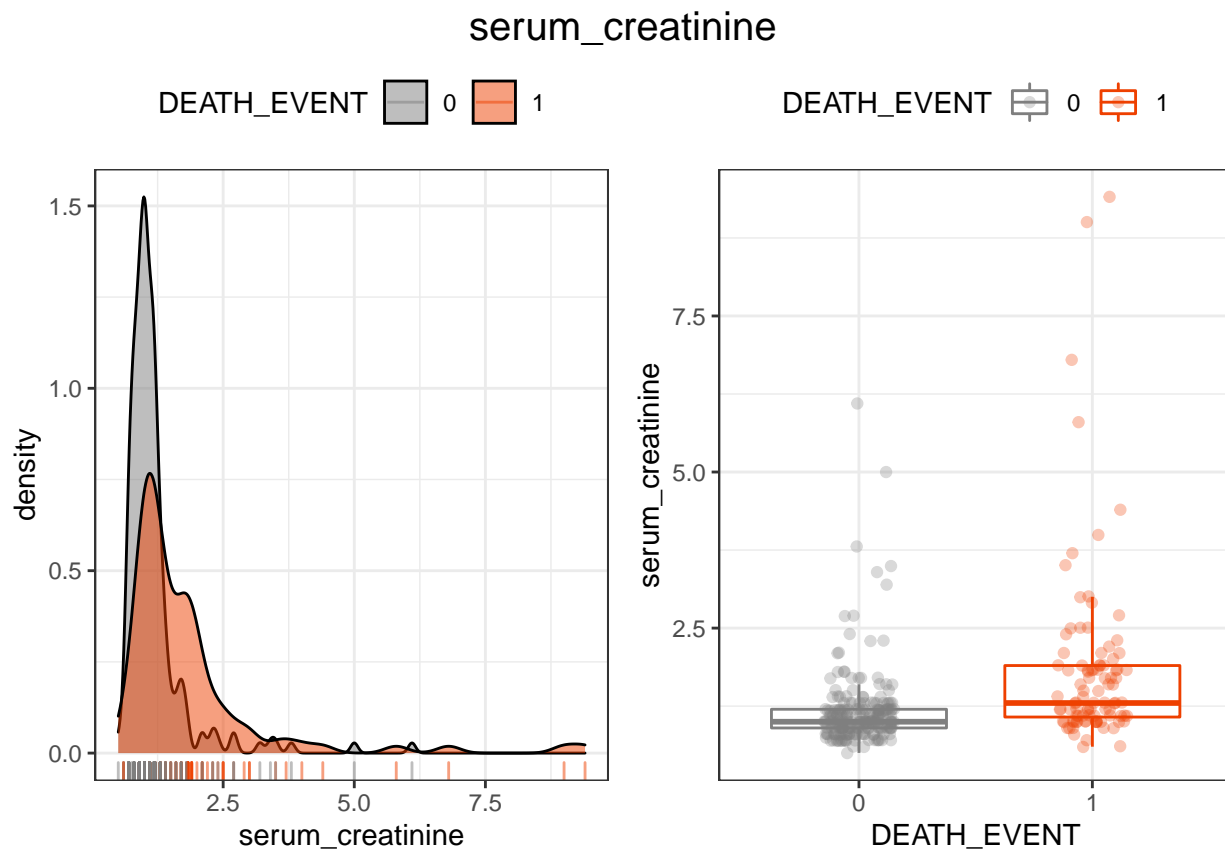 serum_creatinine
DEATH_EVENT 0 1
DEATH_EVENT 0 1
density
1.5
1.0
0.5
0.0
2.5 5.0 7.5
serum_creatinine
serum_creatinine
7.5
5.0
2.5
0 1
DEATH_EVENT